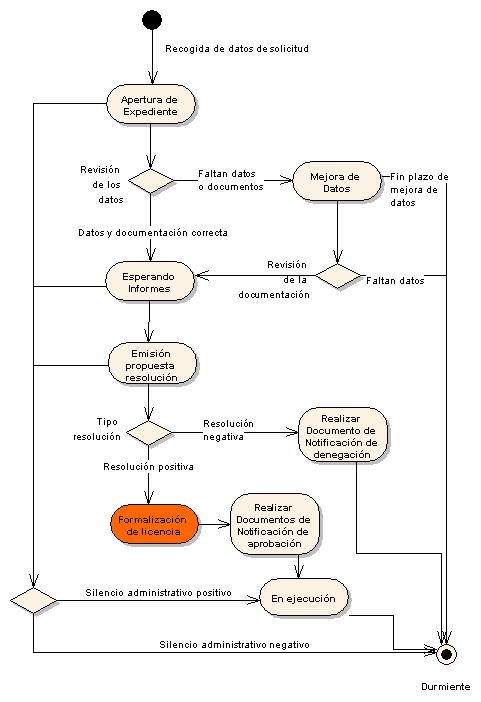 Recogida de datos de solicitud
Apertura de
Expediente
Revisión
de los
datos
Faltan datos
o documentos
Mejora de
Datos
Fin plazo de
mejora de
datos
Datos y documentación correcta
Esperando
Informes
Revisión
de la
documentación
Faltan datos
Emisión
propuesta
resolución
Tipo
resolución
Resolución
negativa
Realizar
Documento de
Notificación de
denegación
Resolución positiva
Formalización
de licencia
Realizar
Documentos de
Notificación de
aprobación
Silencio administrativo positivo
En ejecución
Silencio administrativo negativo
Durmiente